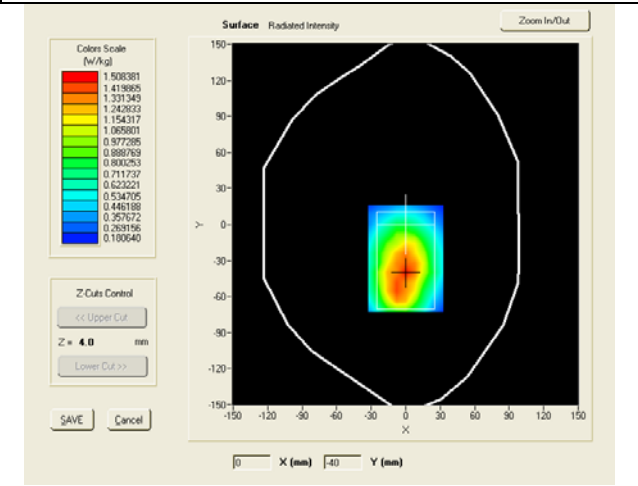 Surface Radiated Intensity
Zoom In/Out
Colors Scale
(W/kg)
1.508381
1.419865
1.331349
1.242833
1.154317
1.065801
0.977285
0.888769
0.800253
0.711737
0.623221
0.534705
0.446188
0.357672
0.269156
0.180640
Z-Cuts Control
<< Upper Cut
Z = 4.0 mm
Lower Cut >>
SAVE Cancel
150-
120-
90-
60-
30-
Y 0-
-30-
-60-
-90-
-120-
-150-
-150 -120 -90 -60 -30 0 30 60 90 120 150
X
0 X (mm) -40 Y (mm)